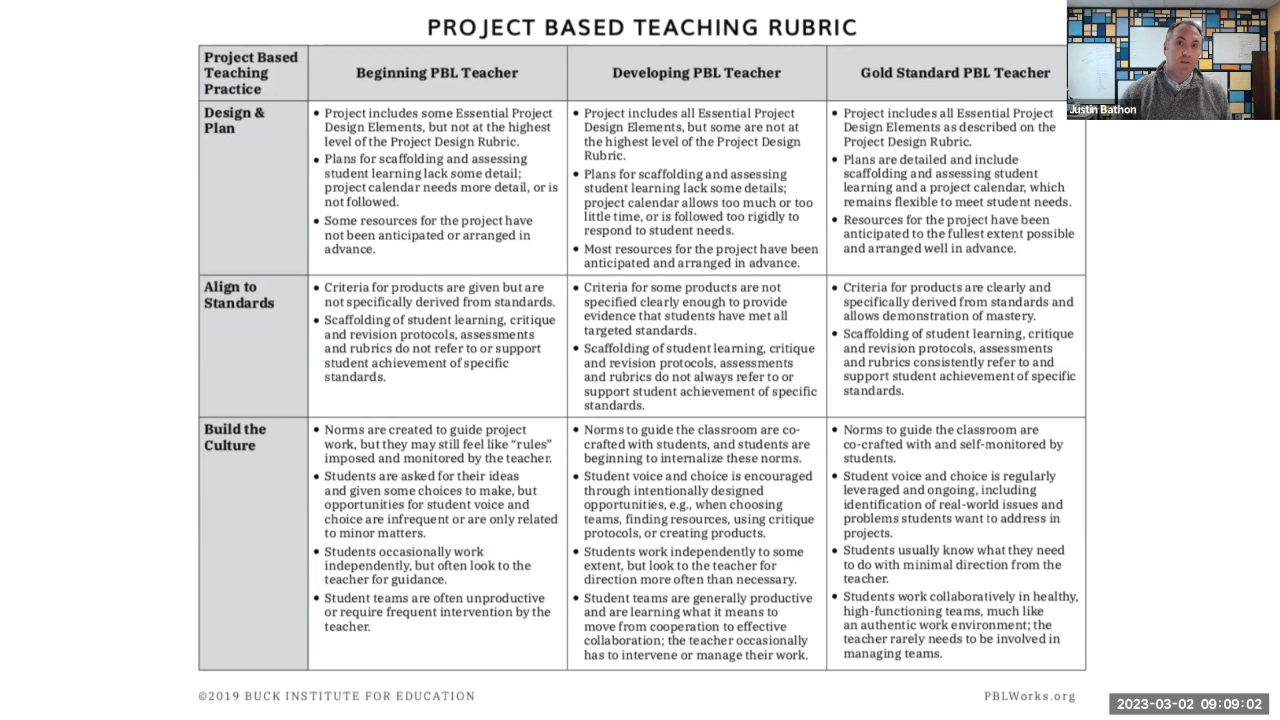 PROJECT BASED TEACHING RUBRIC
Project Based
Teaching
Practice
Beginning PBL Teacher
Developing PBL Teacher
Gold Standard PBL Teacher
Justin Bathon
Design &
Plan
• Project includes some Essential Project
Design Elements, but not at the highest
level of the Project Design Rubric.
• Plans for scaffolding and assessing
student learning lack some detail;
project calendar needs more detail, or is
not followed.
• Some resources for the project have
not been anticipated or arranged in
advance.
• Project includes all Essential Project
Design Elements, but some are not at
the highest level of the Project Design
Rubric.
• Plans for scaffolding and assessing
student learning lack some details;
project calendar allows too much or too
little time, or is followed too rigidly to
respond to student needs.
• Most resources for the project have been
anticipated and arranged in advance.
• Project includes all Essential Project
Design Elements as described on the
Project Design Rubric.
• Plans are detailed and include
scaffolding and assessing student
learning and a project calendar, which
remains flexible to meet student needs.
• Resources for the project have been
anticipated to the fullest extent possible
and arranged well in advance.
Align to
Standards
• Criteria for products are given but are
not specifically derived from standards.
• Scaffolding of student learning, critique
and revision protocols, assessments
and rubrics do not refer to or support
student achievement of specific
standards.
• Criteria for some products are not
specified clearly enough to provide
evidence that students have met all
targeted standards.
• Scaffolding of student learning, critique
and revision protocols, assessments
and rubrics do not always refer to or
support student achievement of specific
standards.
• Criteria for products are clearly and
specifically derived from standards and
allows demonstration of mastery.
• Scaffolding of student learning, critique
and revision protocols, assessments
and rubrics consistently refer to and
support student achievement of specific
standards.
Build the
Culture
• Norms are created to guide project
work, but they may still feel like “rules”
imposed and monitored by the teacher.
• Students are asked for their ideas
and given some choices to make, but
opportunities for student voice and
choice are infrequent or are only related
to minor matters.
• Students occasionally work
independently, but often look to the
teacher for guidance.
• Student teams are often unproductive
or require frequent intervention by the
teacher.
• Norms to guide the classroom are co-
crafted with students, and students are
beginning to internalize these norms.
• Student voice and choice is encouraged
through intentionally designed
opportunities, e.g., when choosing
teams, finding resources, using critique
protocols, or creating products.
• Students work independently to some
extent, but look to the teacher for
direction more often than necessary.
• Student teams are generally productive
and are learning what it means to
move from cooperation to effective
collaboration; the teacher occasionally
has to intervene or manage their work.
• Norms to guide the classroom are
co-crafted with and self-monitored by
students.
• Student voice and choice is regularly
leveraged and ongoing, including
identification of real-world issues and
problems students want to address in
projects.
• Students usually know what they need
to do with minimal direction from the
teacher.
• Students work collaboratively in healthy,
high-functioning teams, much like
an authentic work environment; the
teacher rarely needs to be involved in
managing teams.
©2019 BUCK INSTITUTE FOR EDUCATION
PBLWorks.org
2023-03-02 09:09:02